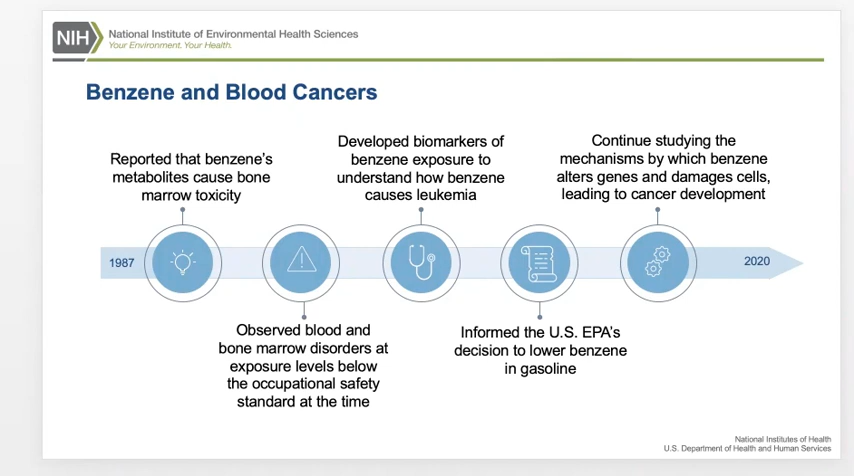 NIH
National Institute of Environmental Health Sciences
Your Environment. Your Health.
Benzene and Blood Cancers
Reported that benzene's
metabolites cause bone
marrow toxicity
Developed biomarkers of
benzene exposure to
understand how benzene
causes leukemia
Continue studying the
mechanisms by which benzene
alters genes and damages cells,
leading to cancer development
1987
2020
Observed blood and
bone marrow disorders at
exposure levels below
the occupational safety
standard at the time
Informed the U.S. EPA's
decision to lower benzene
in gasoline
National Institutes of Health
U.S. Department of Health and Human Services